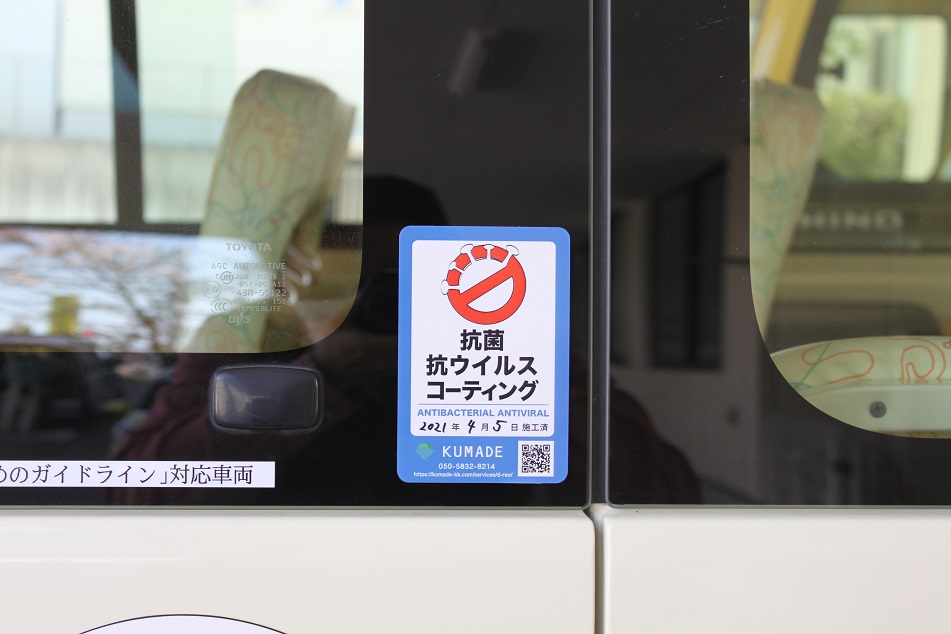 TOYOTA
AGC AUTOMOTIVE
抗菌
抗ウイルス
コーティング
ANTIBACTERIAL ANTIVIRAL
2021 年 4 月 5 日 施工済
KUMADE
050-5832-8214
https://kumade-kk.com/services/d-res/
めのガイドライン」対応車両
HINO